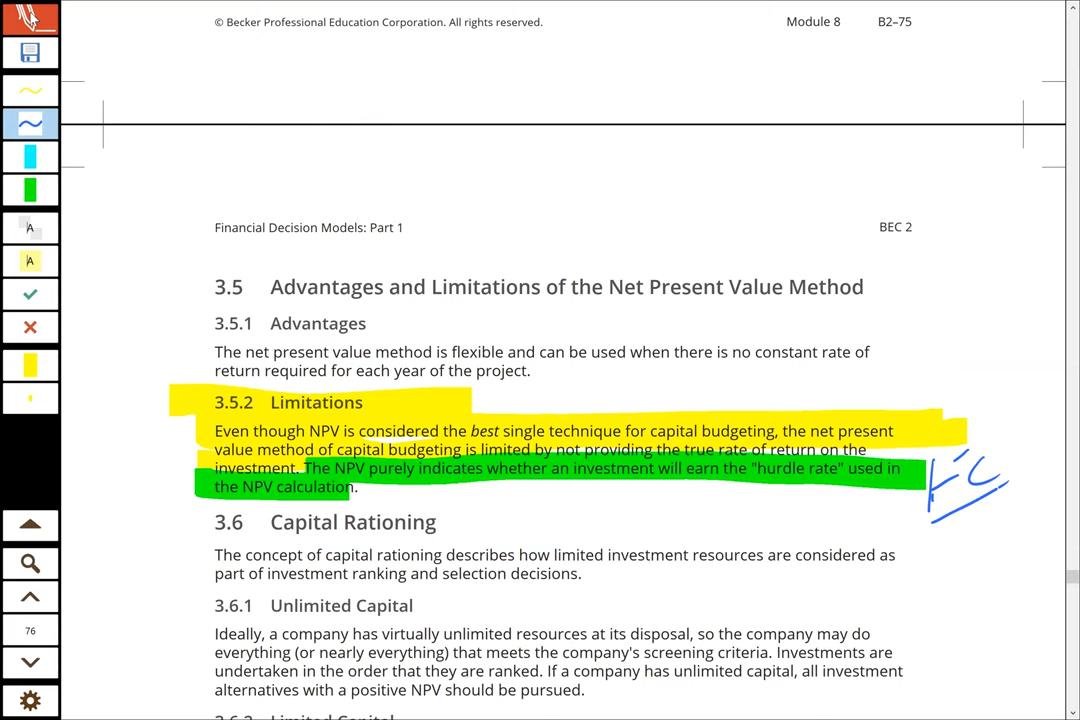 © Becker Professional Education Corporation. All rights reserved. Module 8 B2–75
Financial Decision Models: Part 1 BEC 2
3.5 Advantages and Limitations of the Net Present Value Method
3.5.1 Advantages
The net present value method is flexible and can be used when there is no constant rate of
return required for each year of the project.
3.5.2 Limitations
Even though NPV is considered the best single technique for capital budgeting, the net present
value method of capital budgeting is limited by not providing the true rate of return on the
investment. The NPV purely indicates whether an investment will earn the "hurdle rate" used in
the NPV calculation.
3.6 Capital Rationing
The concept of capital rationing describes how limited investment resources are considered as
part of investment ranking and selection decisions.
3.6.1 Unlimited Capital
Ideally, a company has virtually unlimited resources at its disposal, so the company may do
everything (or nearly everything) that meets the company's screening criteria. Investments are
undertaken in the order that they are ranked. If a company has unlimited capital, all investment
alternatives with a positive NPV should be pursued.
3.6.2 Limited Capital
A
A
76